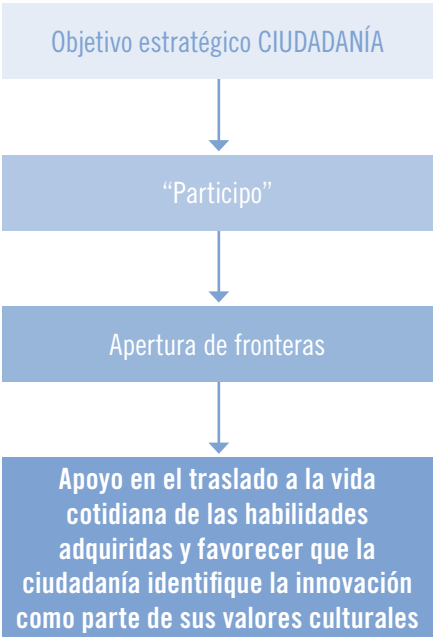 Objetivo estratégico CIUDADANÍA
“Participo”
Apertura de fronteras
Apoyo en el traslado a la vida
cotidiana de las habilidades
adquiridas y favorecer que la
ciudadanía identifique la innovación
como parte de sus valores culturales